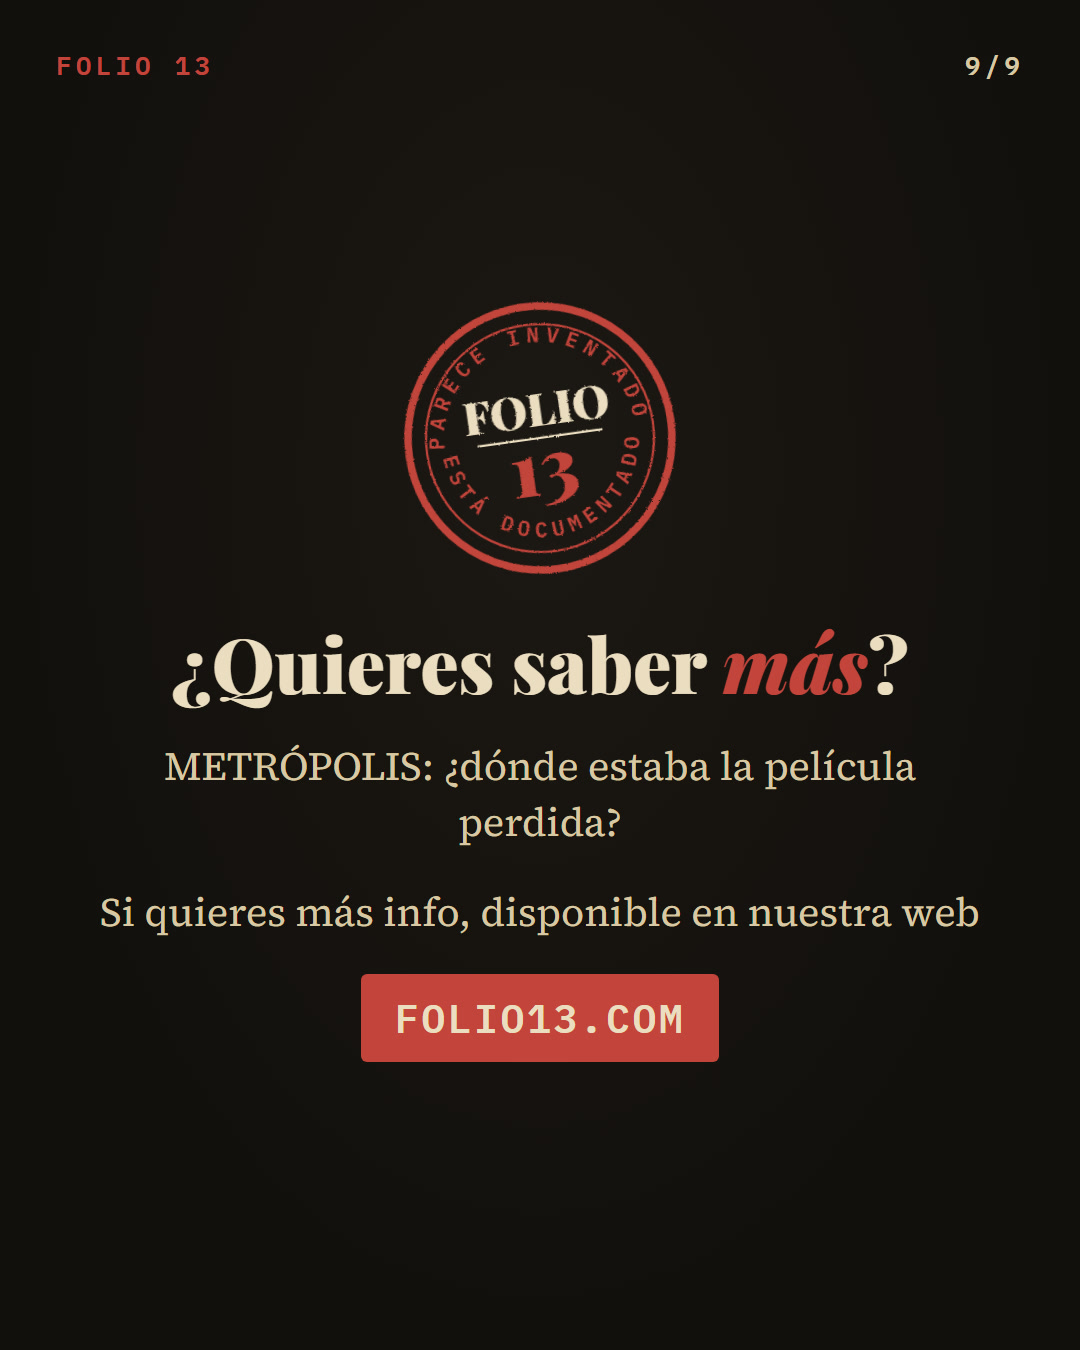 FOLIO 13
9/9
PARECE INVENTADO
FOLIO
13
ESTÁ DOCUMENTADO
¿Quieres saber más?
METRÓPOLIS: ¿dónde estaba la película
perdida?
Si quieres más info, disponible en nuestra web
FOLIO13.COM